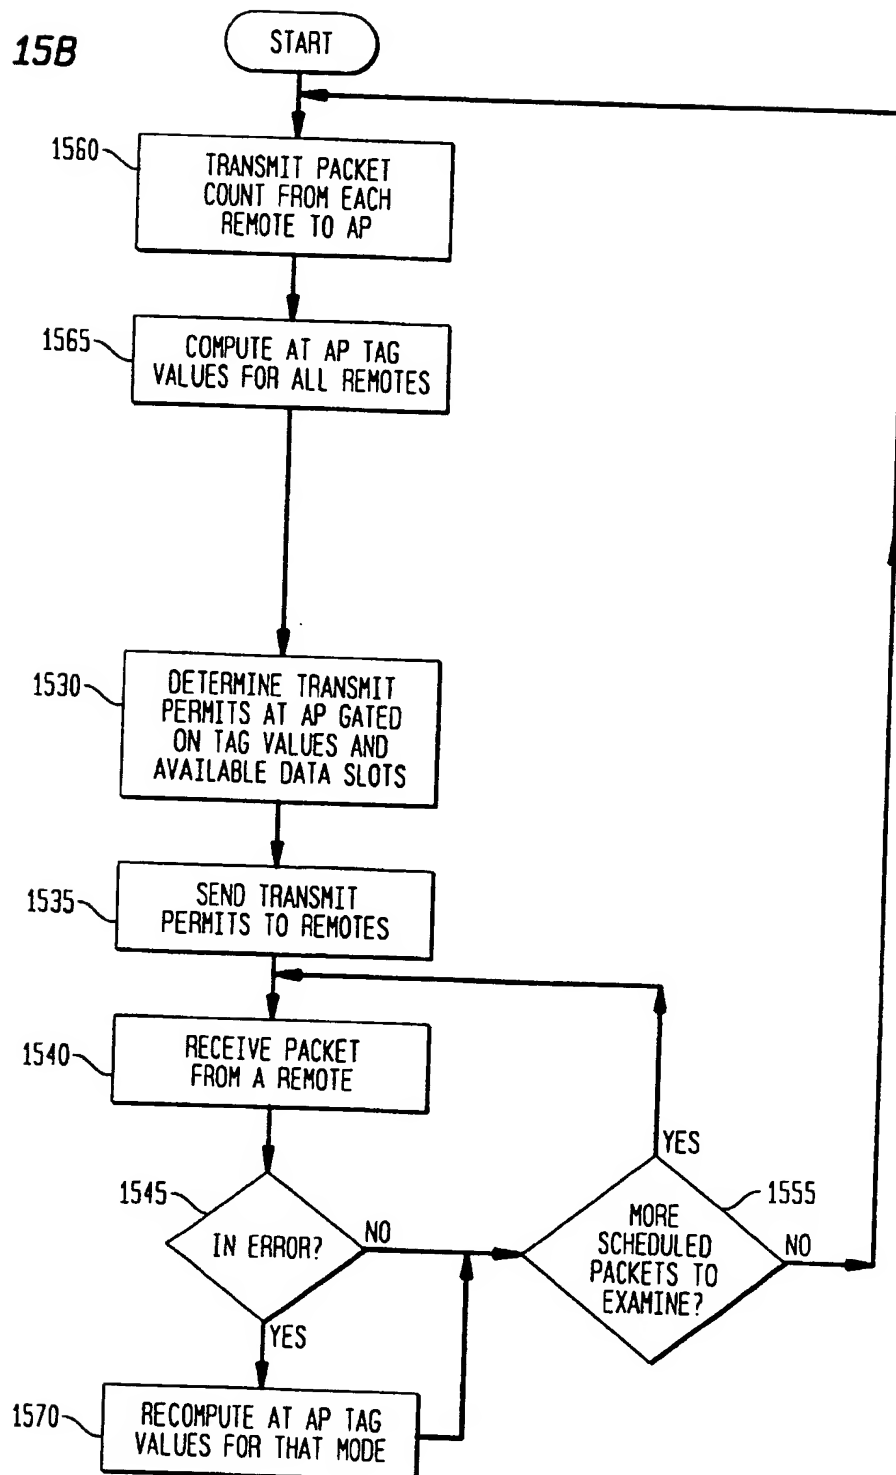 15B
START
1560
TRANSMIT PACKET
COUNT FROM EACH
REMOTE TO AP
1565
COMPUTE AT AP TAG
VALUES FOR ALL REMOTES
1530
DETERMINE TRANSMIT
PERMITS AT AP GATED
ON TAG VALUES AND
AVAILABLE DATA SLOTS
1535
SEND TRANSMIT
PERMITS TO REMOTES
1540
RECEIVE PACKET
FROM A REMOTE
1545
IN ERROR?
NO
YES
1555
MORE
SCHEDULED
PACKETS TO
EXAMINE?
YES
NO
1570
RECOMPUTE AT AP TAG
VALUES FOR THAT MODE